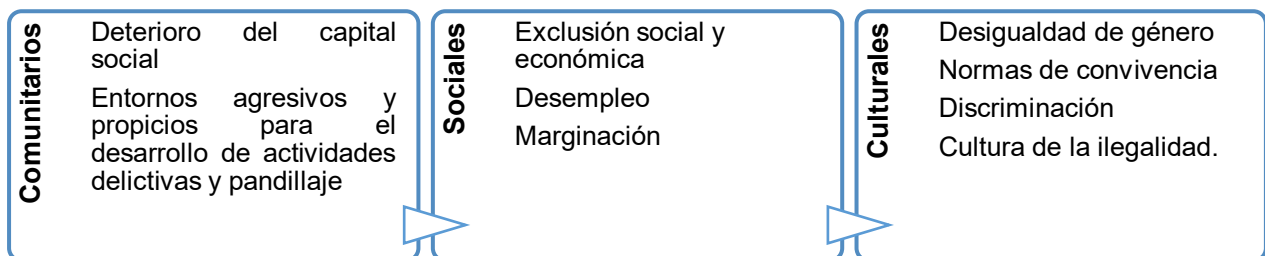 Comunitarios
Deterioro del capital
social
Entornos agresivos y
propicios para el
desarrollo de actividades
delictivas y pandillaje
Sociales
Exclusión social y
económica
Desempleo
Marginación
Culturales
Desigualdad de género
Normas de convivencia
Discriminación
Cultura de la ilegalidad.